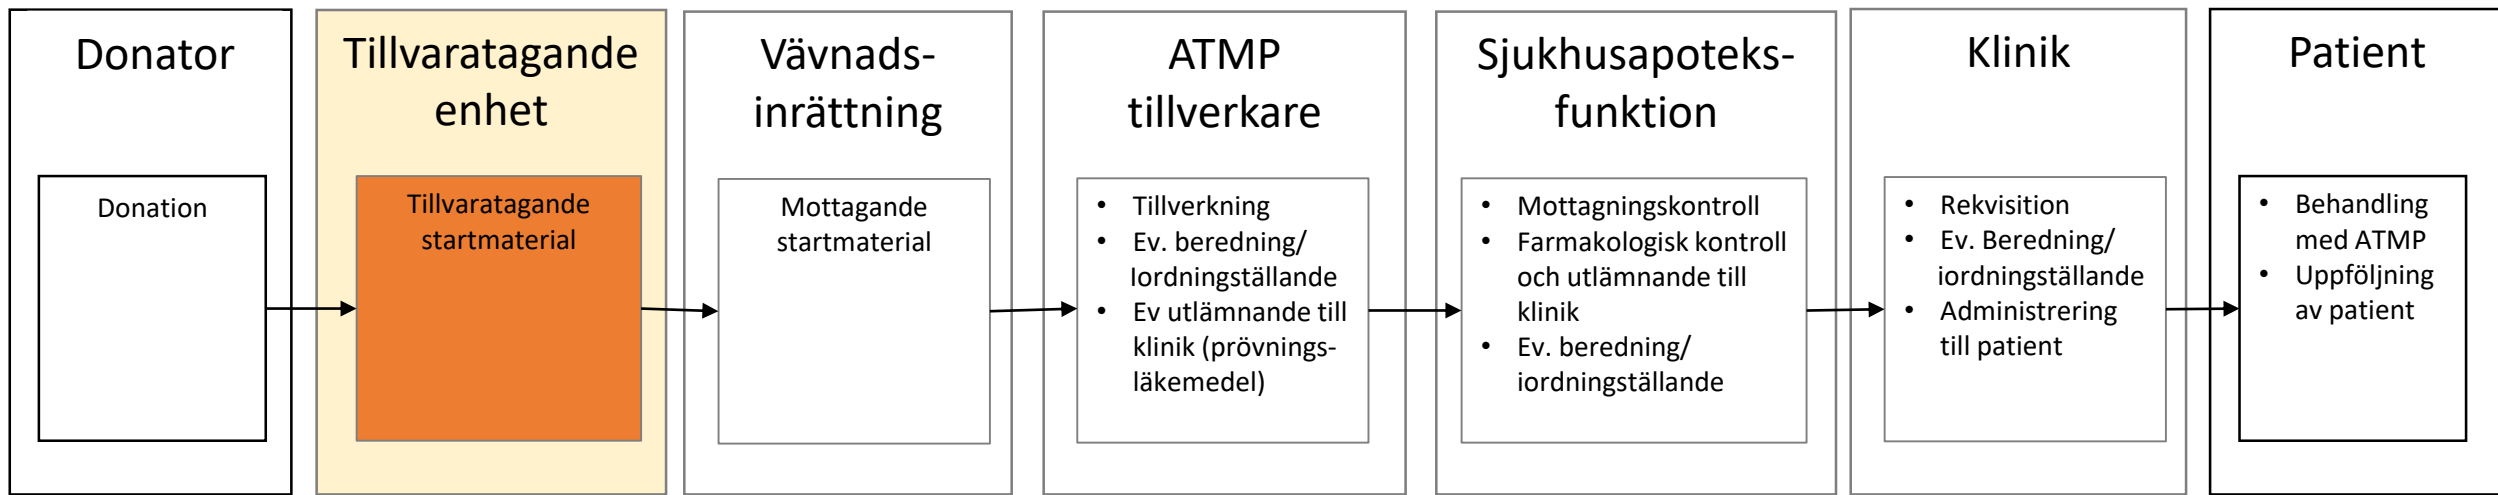 Donator
Donation
Tillvaratagande
enhet
Tillvaratagande
startmaterial
Vävnads-
inrättning
Mottagande
startmaterial
ATMP
tillverkare
• Tillverkning
• Ev. beredning/
Iordningställande
• Ev utlämnande till
klinik (prövnings-
läkemedel)
Sjukhusapoteks-
funktion
• Mottagningskontroll
• Farmakologisk kontroll
och utlämnande till
klinik
• Ev. beredning/
iordningställande
Klinik
• Rekvisition
• Ev. Beredning/
iordningställande
• Administrering
till patient
Patient
• Behandling
med ATMP
• Uppföljning
av patient